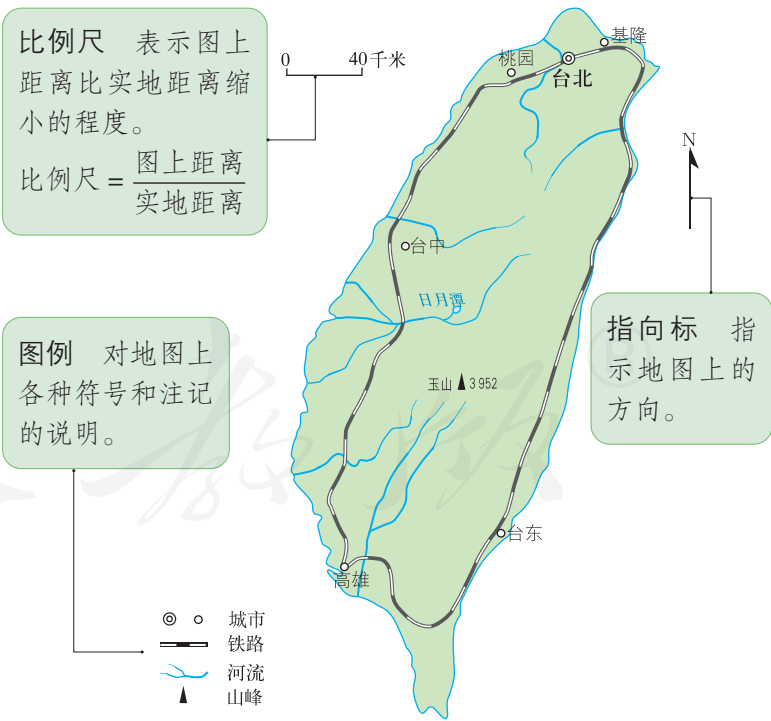 比例尺 表示图上
距离比实地距离缩
小的程度。
比例尺 = 图上距离
实地距离
0 40千米
基隆
桃园
台北
N
台中
日月潭
指向标 指
示地图上的
方向。
图例 对地图上
各种符号和注记
的说明。
玉山 3 952
台东
高雄
城市
铁路
河流
山峰